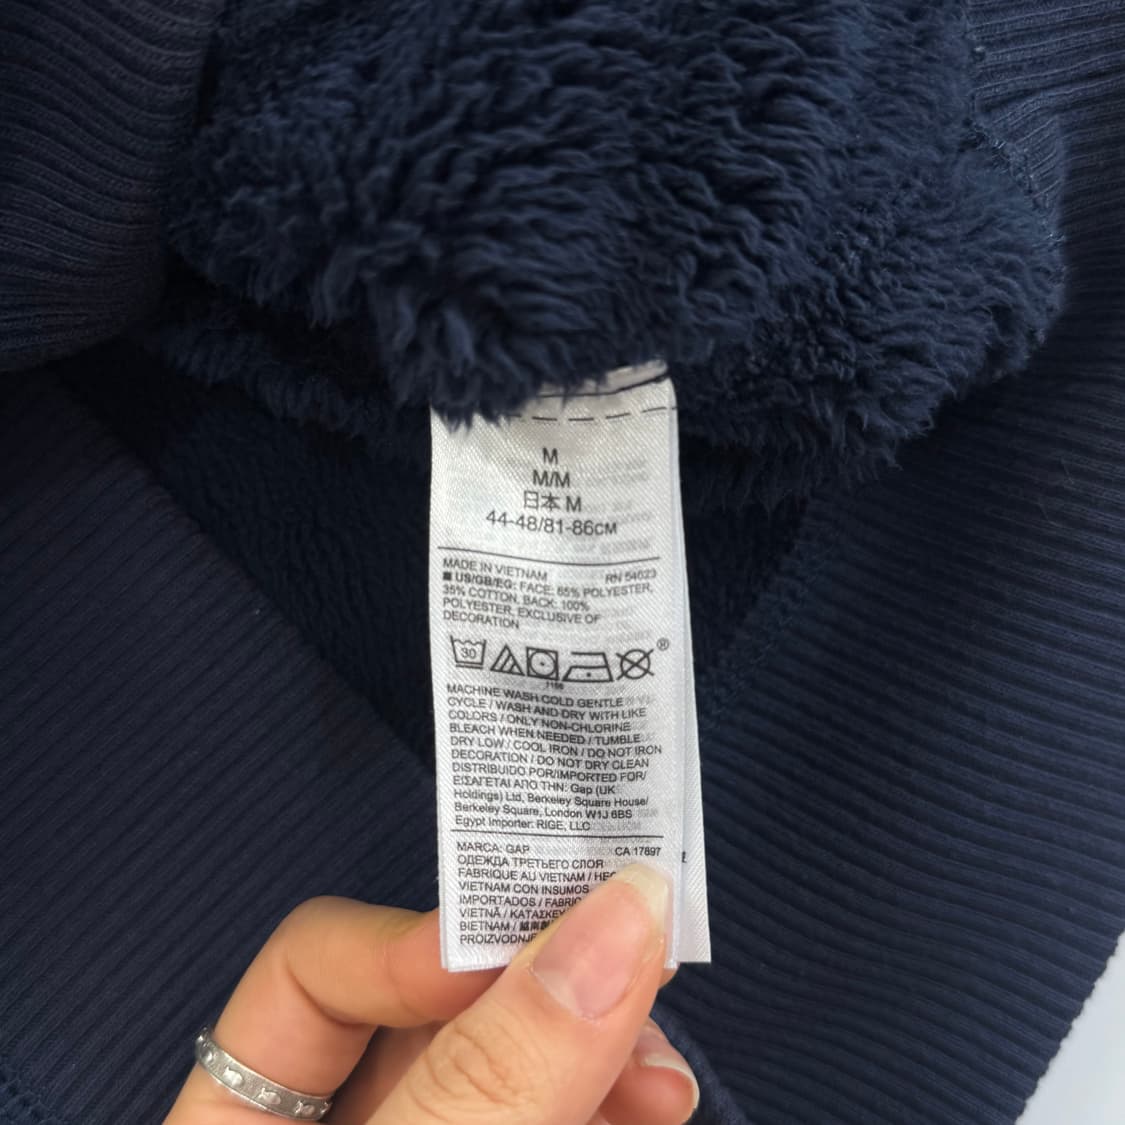 M
M/M
日本 M
44-48/81-86CM
MADE IN VIETNAM RN 54023
■ US/GB/EG: FACE: 65% POLYESTER,
35% COTTON, BACK: 100%
POLYESTER, EXCLUSIVE OF
DECORATION
30
®
MACHINE WASH COLD GENTLE
CYCLE / WASH AND DRY WITH LIKE
COLORS / ONLY NON-CHLORINE
BLEACH WHEN NEEDED / TUMBLE
DRY LOW / COOL IRON / DO NOT IRON
DECORATION / DO NOT DRY CLEAN
DISTRIBUIDO POR/IMPORTED FOR/
ΕΙΣΑΓΕΤΑΙ ΑΠΟ ΤΗΝ: Gap (UK
Holdings) Ltd, Berkeley Square House/
Berkeley Square, London W1J 6BS
Egypt Importer: RIGE, LLC
MARCA: GAP CA 17897
ОДЕЖДА ТРЕТЬЕГО СЛОЯ
FABRIQUE AU VIETNAM /
VIETNAM CON INSUMOS
IMPORTADOS /
VIETNĂ /
ВІЕТNАМ /